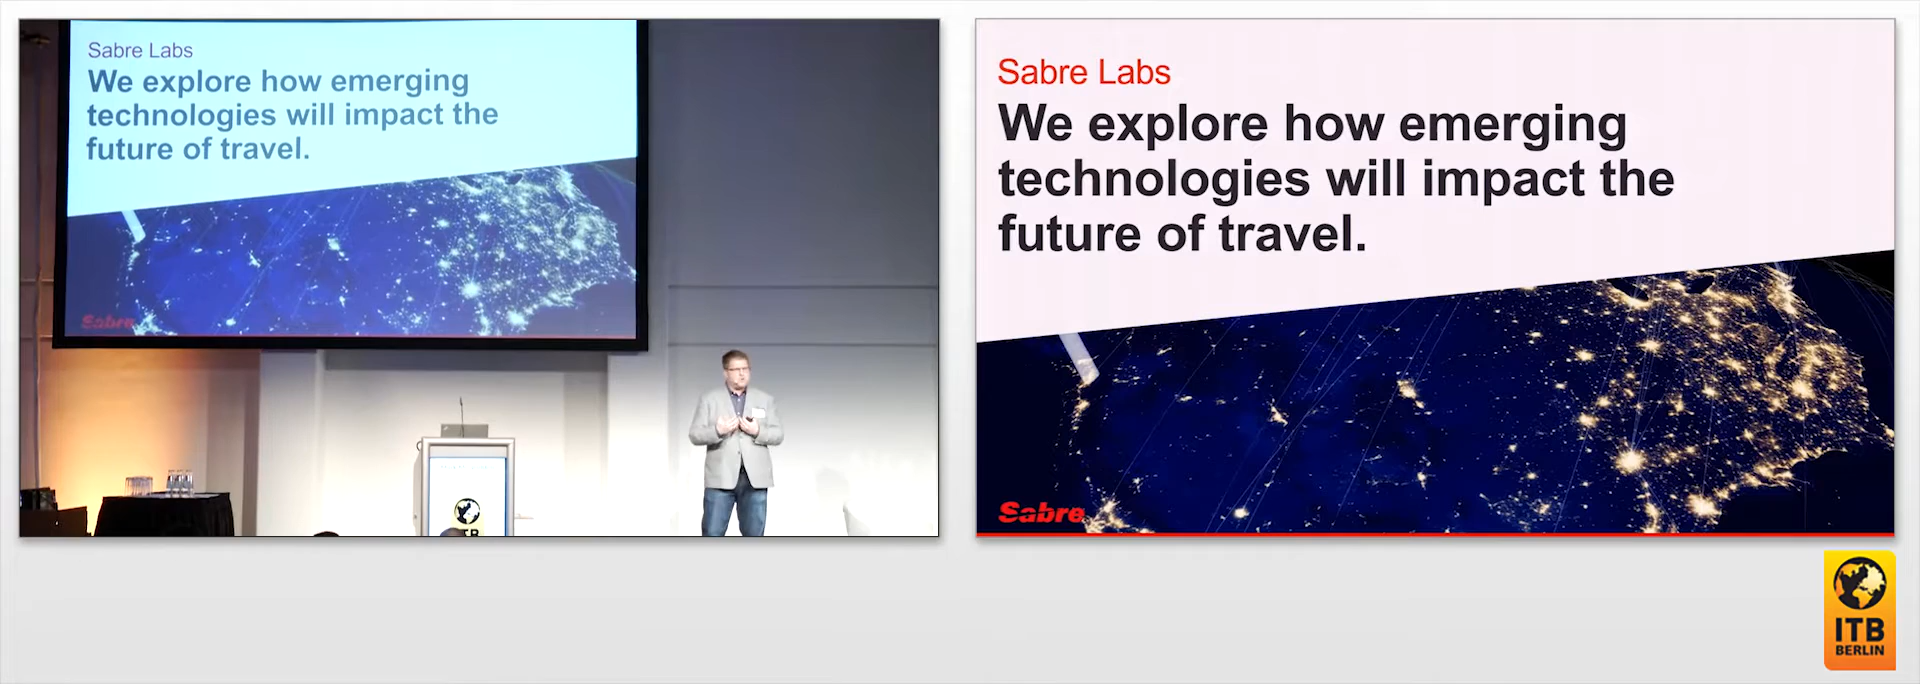 Sabre Labs
We explore how emerging
technologies will impact the
future of travel.
Sabre
ITB
Sabre Labs
We explore how emerging
technologies will impact the
future of travel.
Sabre
ITB
BERLIN